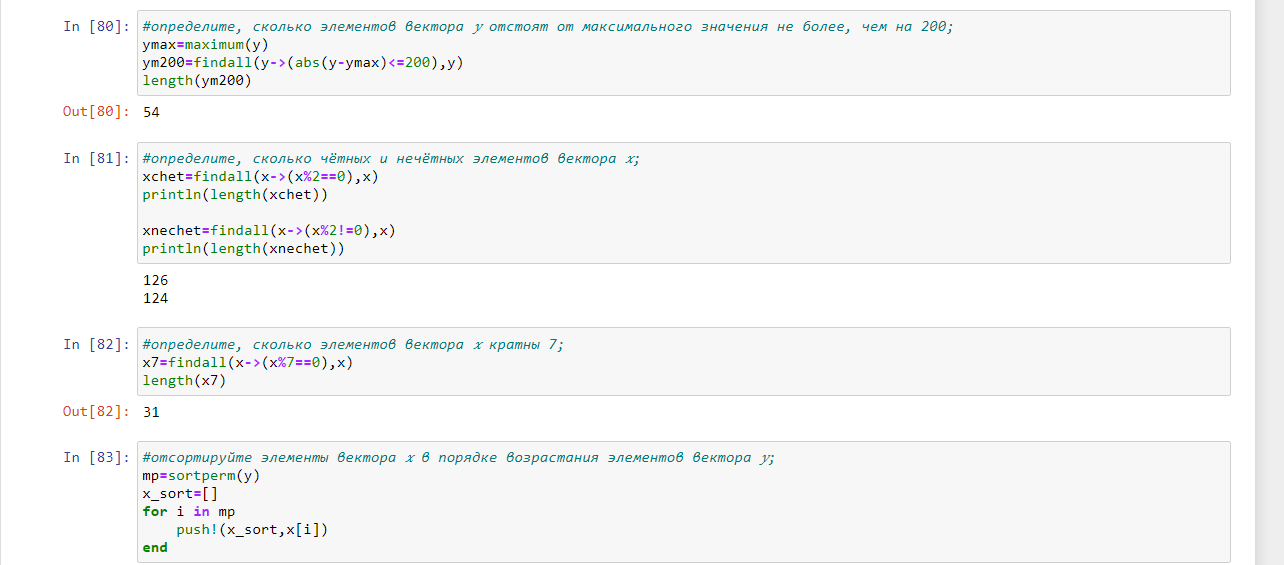 In [80]: #определите, сколько элементов вектора y отстоят от максимального значения не более, чем на 200;
ymax=maximum(y)
ym200=findall(y->(abs(y-ymax)<=200),y)
length(ym200)
Out[80]: 54
In [81]: #определите, сколько чётных и нечётных элементов вектора x;
xchet=findall(x->(x%2==0),x)
println(length(xchet))
xnechet=findall(x->(x%2!=0),x)
println(length(xnechet))
126
124
In [82]: #определите, сколько элементов вектора x кратны 7;
x7=findall(x->(x%7==0),x)
length(x7)
Out[82]: 31
In [83]: #отсортируйте элементы вектора x в порядке возрастания элементов вектора y;
mp=sortperm(y)
x_sort=[]
for i in mp
    push!(x_sort,x[i])
end